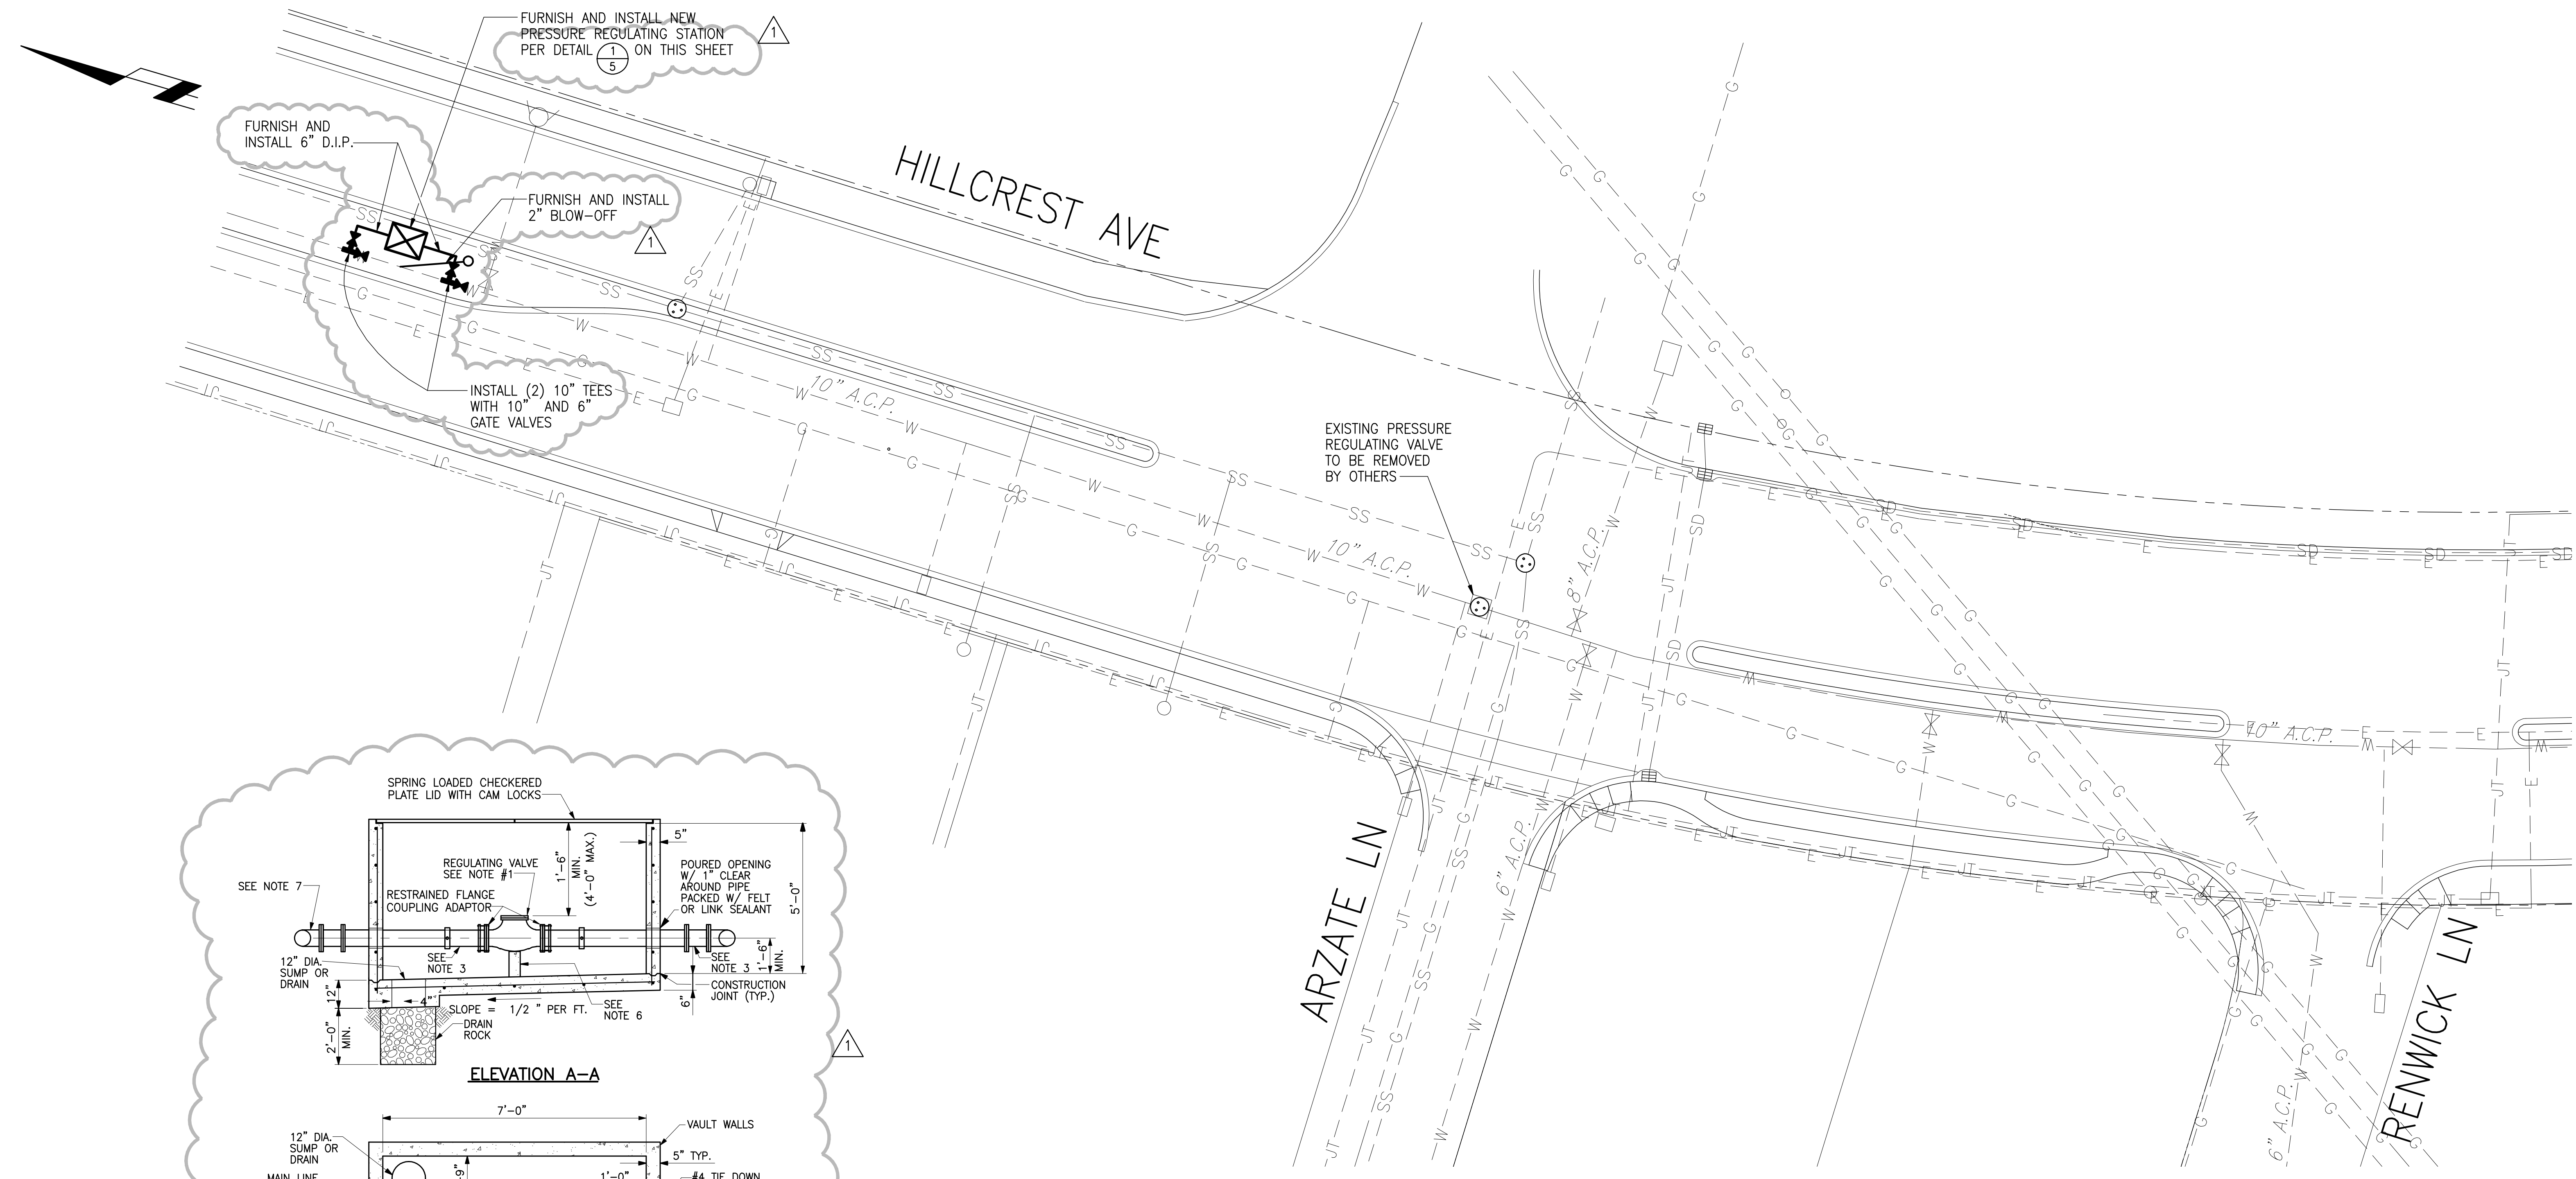 FURNISH AND INSTALL NEW
PRESSURE REGULATING STATION
PER DETAIL 1/5 ON THIS SHEET
1
FURNISH AND
INSTALL 6" D.I.P.
FURNISH AND INSTALL
2" BLOW-OFF
1
INSTALL (2) 10" TEES
WITH 10" AND 6"
GATE VALVES
HILLCREST AVE
10" A.C.P.
EXISTING PRESSURE
REGULATING VALVE
TO BE REMOVED
BY OTHERS
10" A.C.P.
8" A.C.P.
10" A.C.P.
6" A.C.P.
6" A.C.P.
ARZATE LN
RENWICK LN
SPRING LOADED CHECKERED
PLATE LID WITH CAM LOCKS
5"
1'-6"
MIN.
(4'-0" MAX.)
REGULATING VALVE
SEE NOTE #1
RESTRAINED FLANGE
COUPLING ADAPTOR
POURED OPENING
W/ 1" CLEAR
AROUND PIPE
PACKED W/ FELT
OR LINK SEALANT
5'-0"
SEE NOTE 7
12" DIA.
SUMP OR
DRAIN
SEE
NOTE 3
SEE
NOTE 3
1'-6"
MIN.
12"
4"
SLOPE = 1/2 " PER FT.
SEE
NOTE 6
6"
CONSTRUCTION
JOINT (TYP.)
2'-0"
MIN.
DRAIN
ROCK
1
ELEVATION A-A
7'-0"
VAULT WALLS
12" DIA.
SUMP OR
DRAIN
5" TYP.
1'-0"
#4 TIE DOWN
MAIN LINE